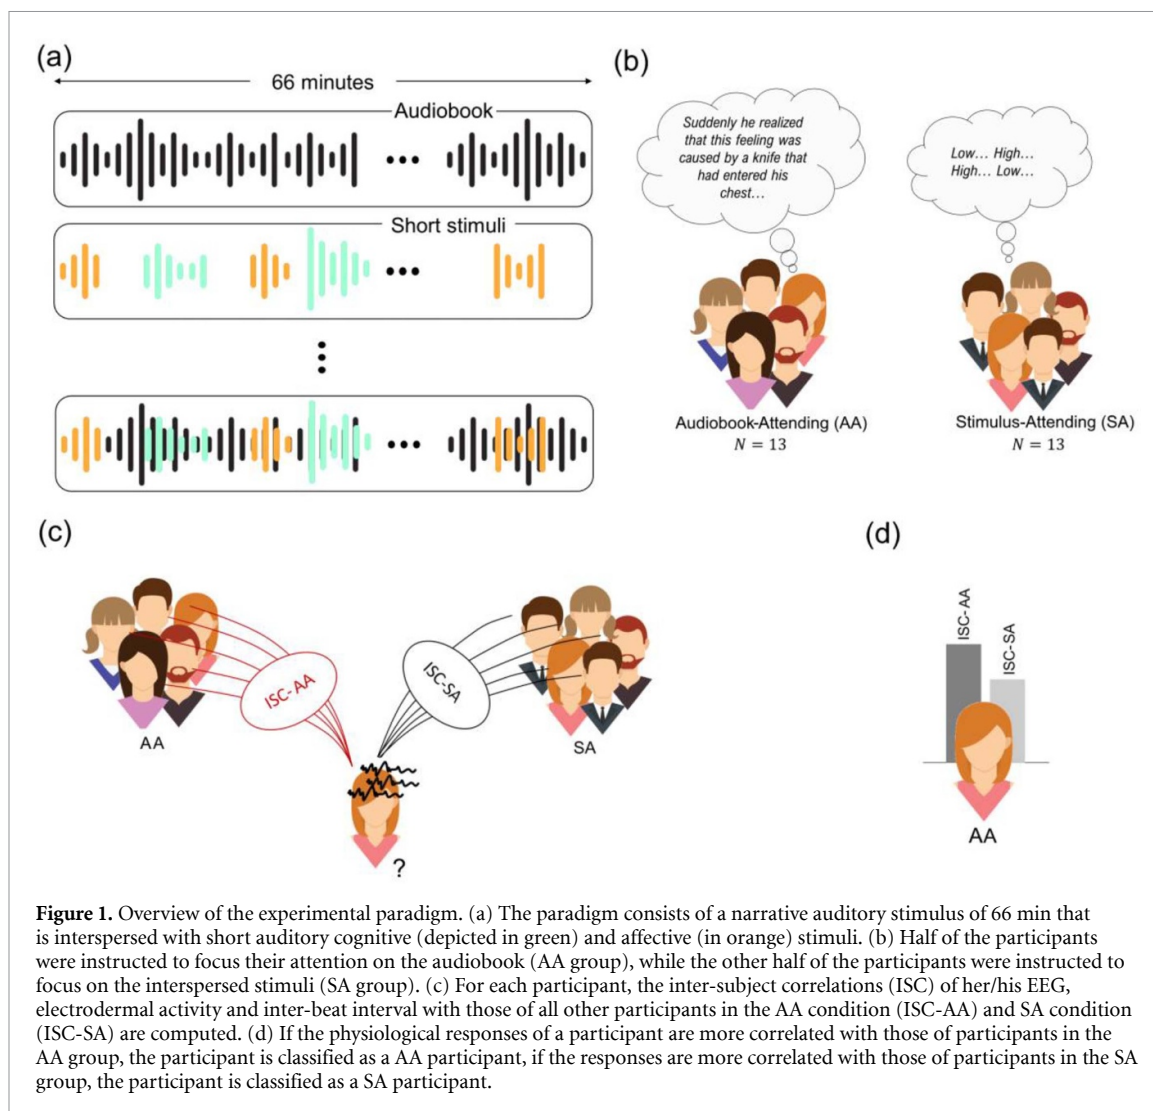 (a)
66 minutes
Audiobook
Short stimuli
(b)
Suddenly he realized
that this feeling was
caused by a knife that
had entered his
chest...
Low... High...
High... Low...
Audiobook-Attending (AA)
N = 13
Stimulus-Attending (SA)
N = 13
(c)
ISC-AA
ISC-SA
AA
SA
?
(d)
ISC-AA
ISC-SA
AA
Figure 1. Overview of the experimental paradigm. (a) The paradigm consists of a narrative auditory stimulus of 66 min that
is interspersed with short auditory cognitive (depicted in green) and affective (in orange) stimuli. (b) Half of the participants
were instructed to focus their attention on the audiobook (AA group), while the other half of the participants were instructed to
focus on the interspersed stimuli (SA group). (c) For each participant, the inter-subject correlations (ISC) of her/his EEG,
electrodermal activity and inter-beat interval with those of all other participants in the AA condition (ISC-AA) and SA condition
(ISC-SA) are computed. (d) If the physiological responses of a participant are more correlated with those of participants in the
AA group, the participant is classified as a AA participant, if the responses are more correlated with those of participants in the SA
group, the participant is classified as a SA participant.